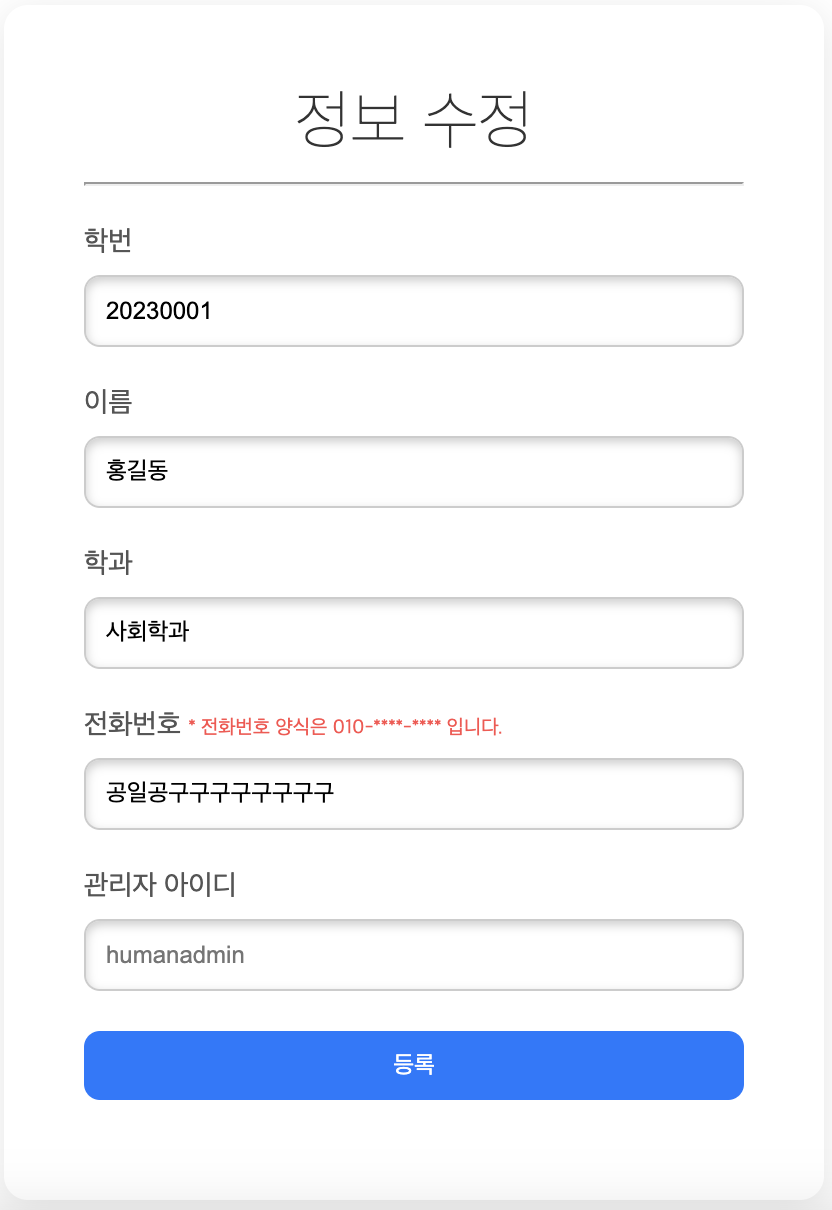 정보 수정
학번
20230001
이름
홍길동
학과
사회학과
전화번호 * 전화번호 양식은 010-****-**** 입니다.
공일공구구구구구구구구
관리자 아이디
humanadmin
등록